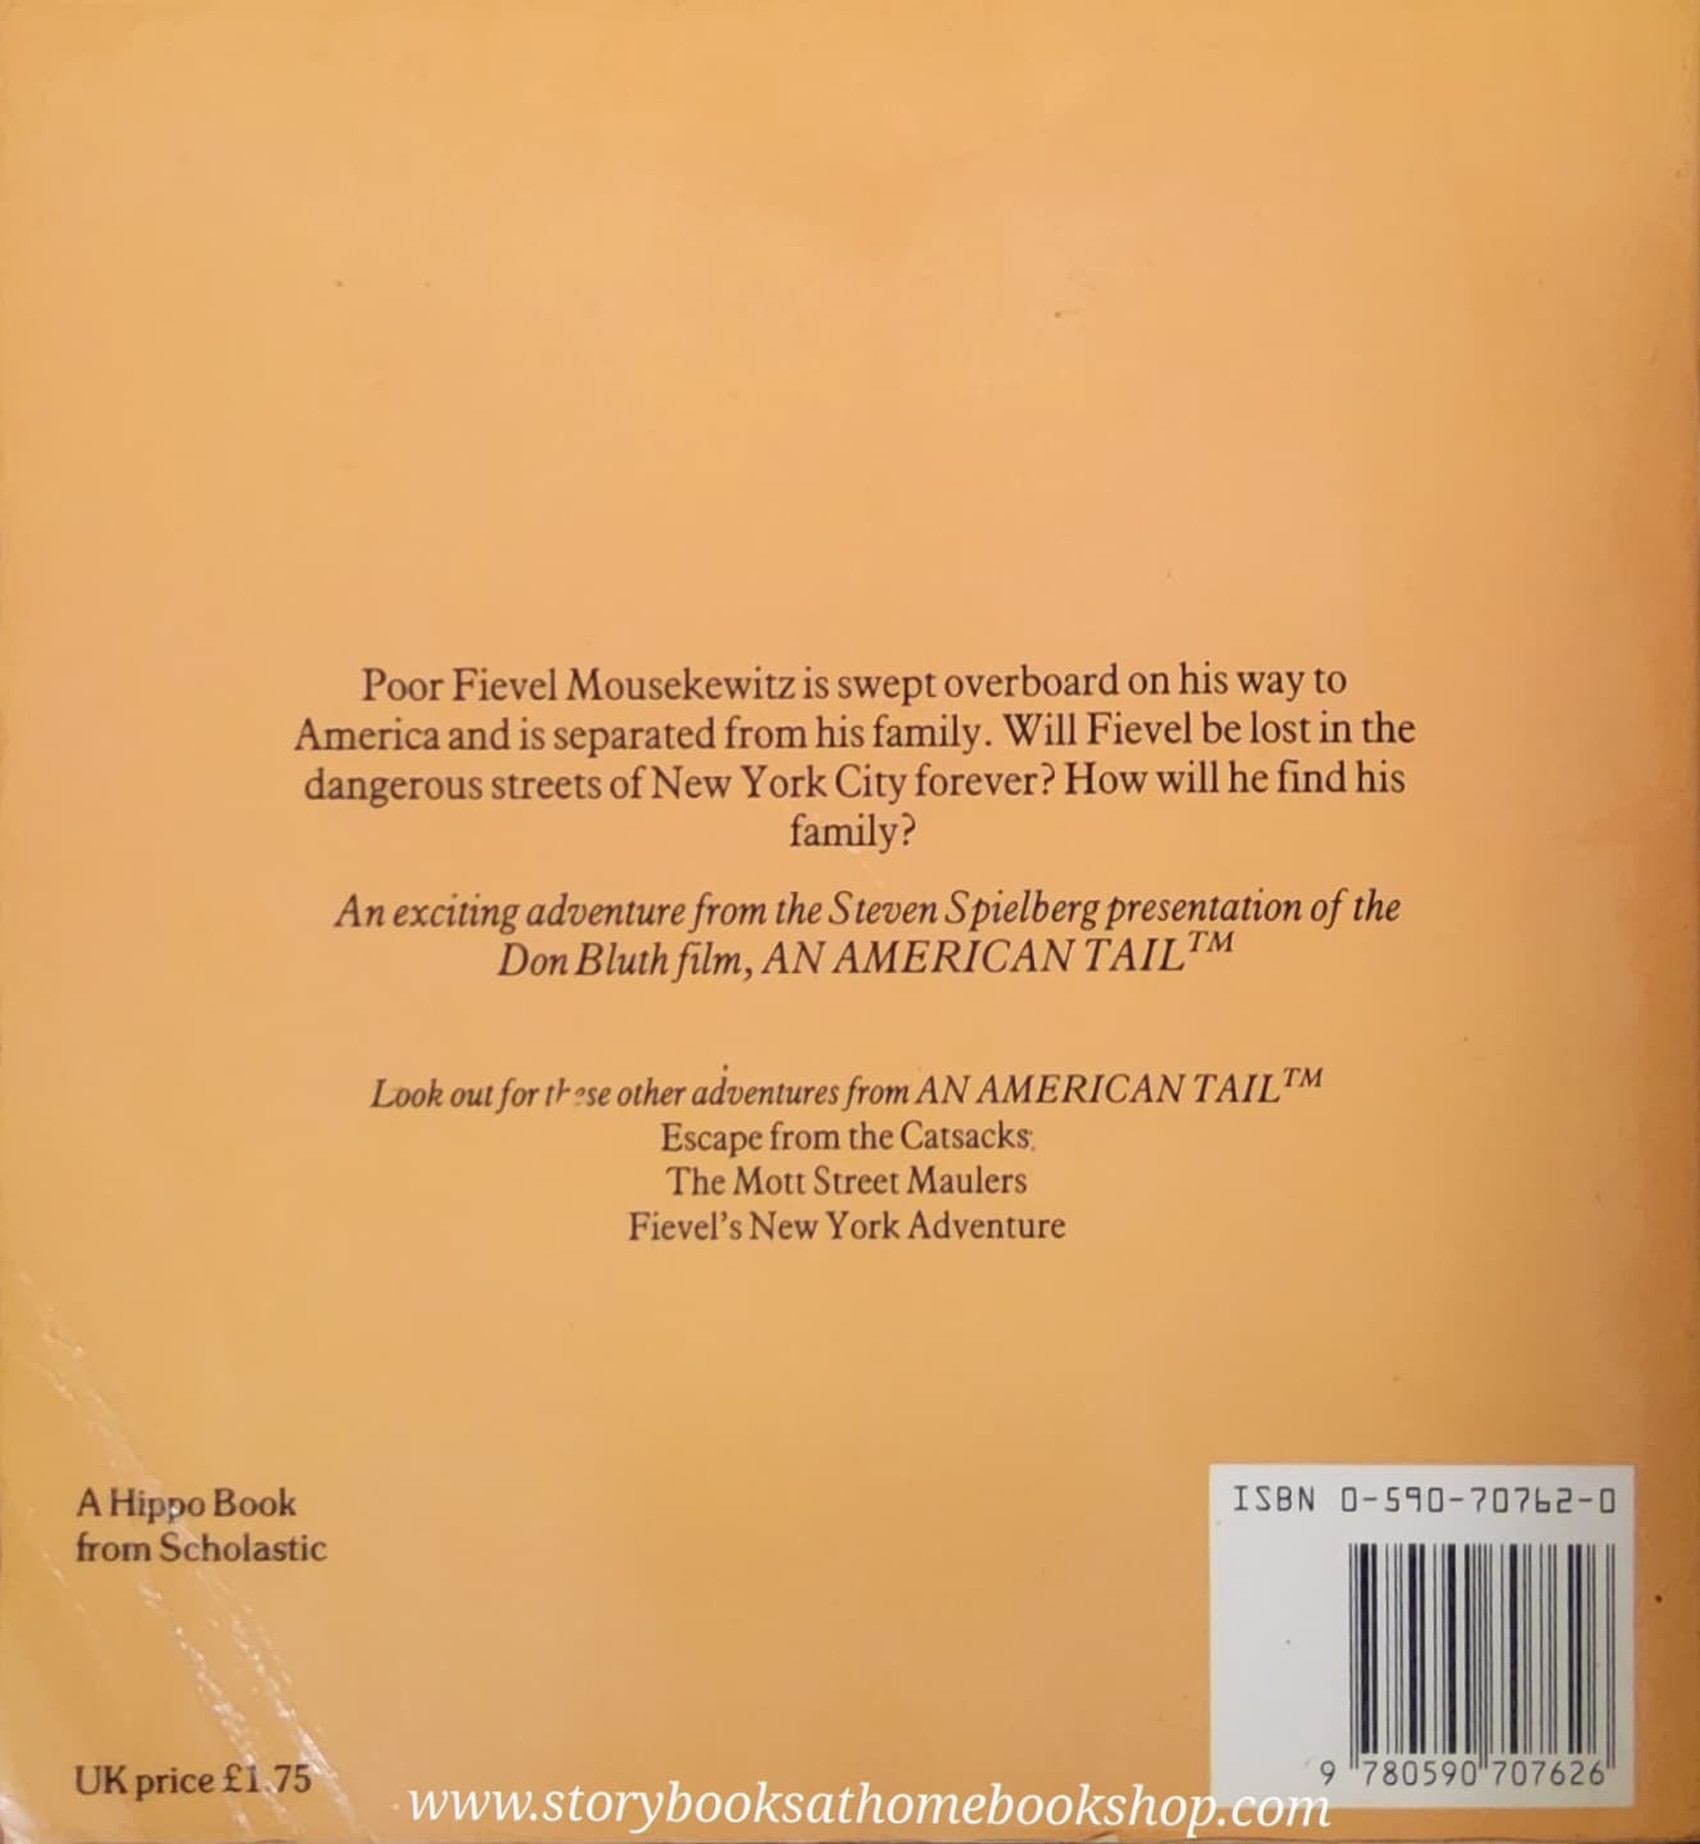 Poor Fievel Mousekewitz is swept overboard on his way to
America and is separated from his family. Will Fievel be lost in the
dangerous streets of New York City forever? How will he find his
family?
An exciting adventure from the Steven Spielberg presentation of the
Don Bluth film, AN AMERICAN TAIL™
Look out for these other adventures from AN AMERICAN TAIL™
Escape from the Catsacks
The Mott Street Maulers
Fievel's New York Adventure
A Hippo Book
from Scholastic
ISBN 0-590-70762-0
9 780590 707626
UK price £1.75
www.storybooksathomebookshop.com